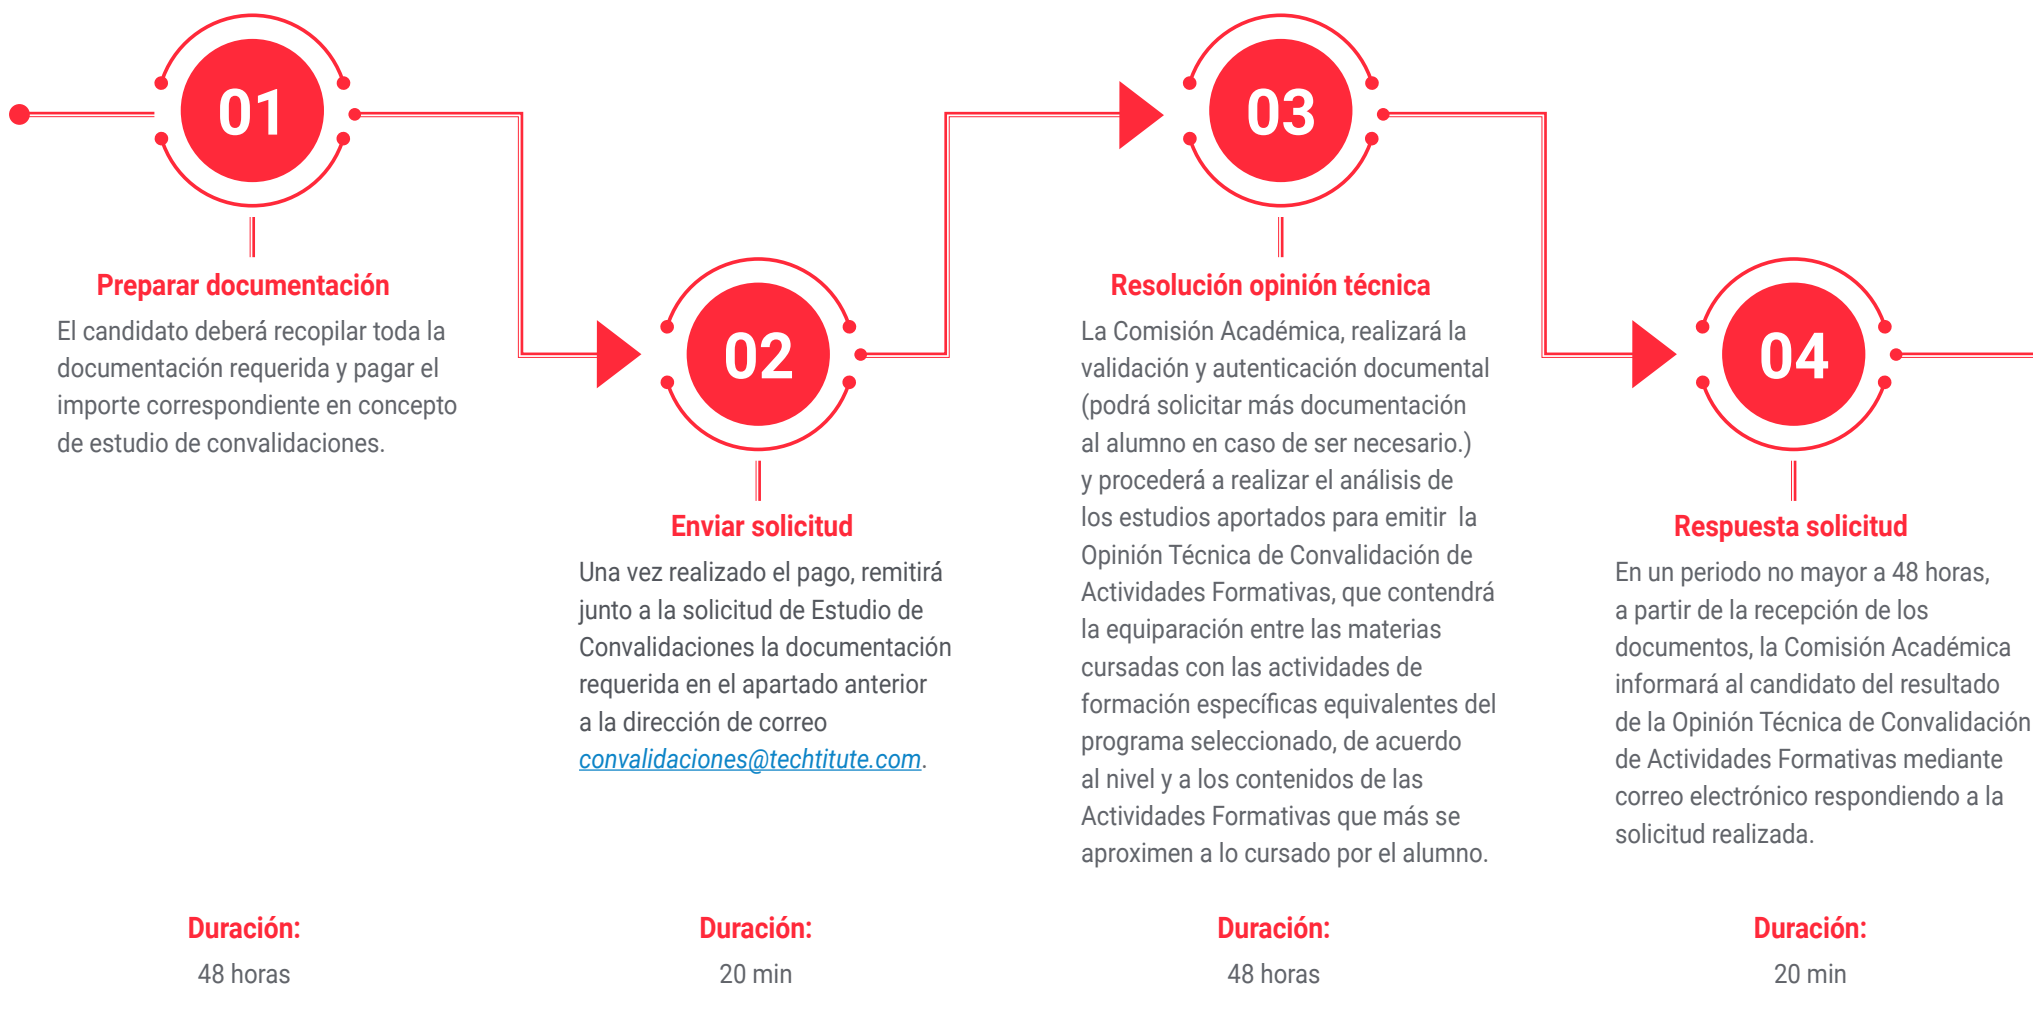 01
Preparar documentación
El candidato deberá recopilar toda la
documentación requerida y pagar el
importe correspondiente en concepto
de estudio de convalidaciones.
Duración:
48 horas
02
Enviar solicitud
Una vez realizado el pago, remitirá
junto a la solicitud de Estudio de
Convalidaciones la documentación
requerida en el apartado anterior
a la dirección de correo
convalidaciones@techtitute.com.
Duración:
20 min
03
Resolución opinión técnica
La Comisión Académica, realizará la
validación y autenticación documental
(podrá solicitar más documentación
al alumno en caso de ser necesario.)
y procederá a realizar el análisis de
los estudios aportados para emitir la
Opinión Técnica de Convalidación de
Actividades Formativas, que contendrá
la equiparación entre las materias
cursadas con las actividades de
formación específicas equivalentes del
programa seleccionado, de acuerdo
al nivel y a los contenidos de las
Actividades Formativas que más se
aproximen a lo cursado por el alumno.
Duración:
48 horas
04
Respuesta solicitud
En un periodo no mayor a 48 horas,
a partir de la recepción de los
documentos, la Comisión Académica
informará al candidato del resultado
de la Opinión Técnica de Convalidación
de Actividades Formativas mediante
correo electrónico respondiendo a la
solicitud realizada.
Duración:
20 min